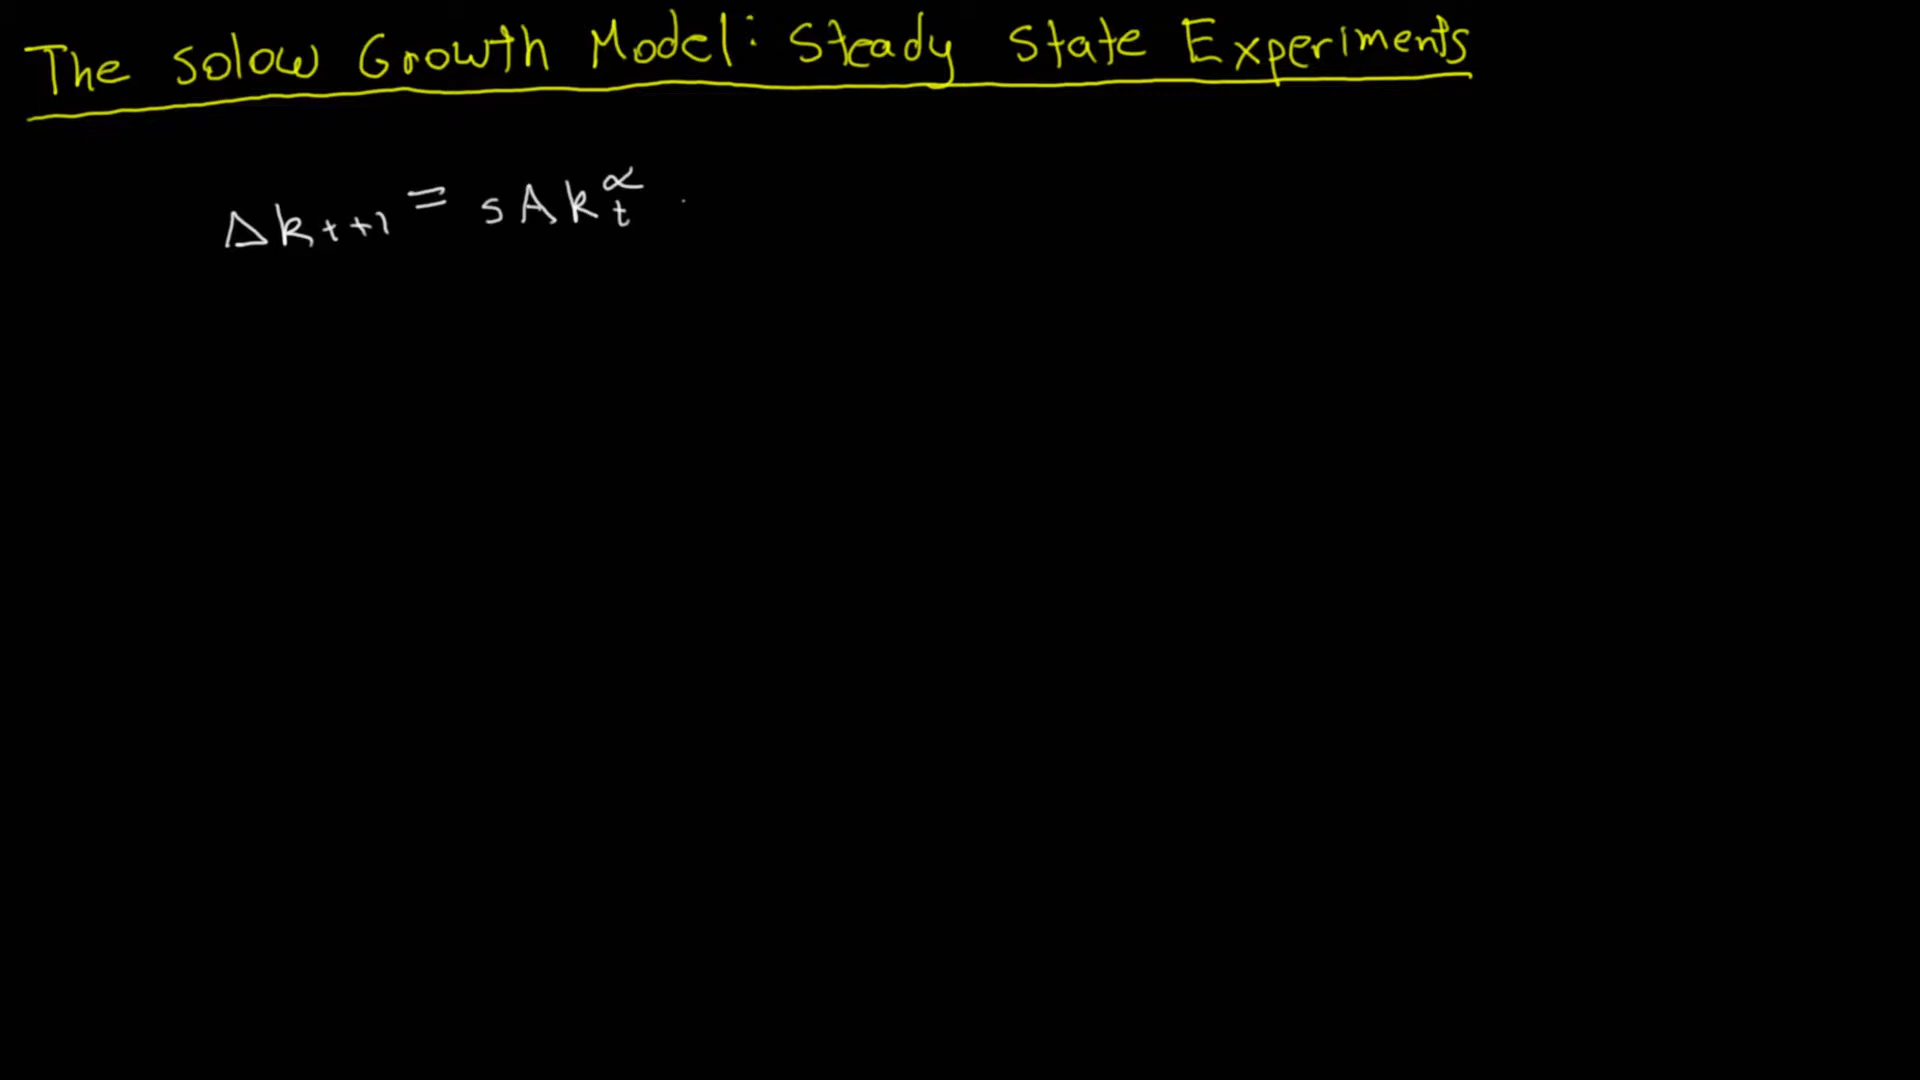 The Solow Growth Model: Steady State Experiments
Δk_{t+1} = sAk_t^α